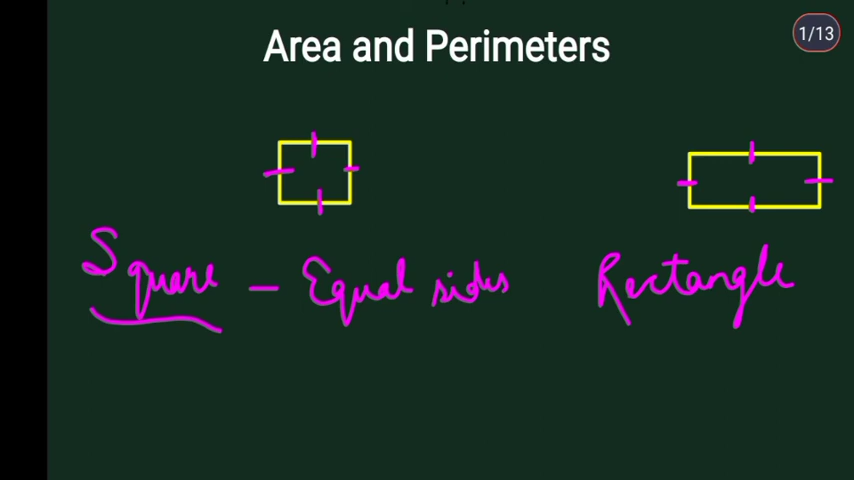 Area and Perimeters
1/13
Square – Equal sides
Rectangle